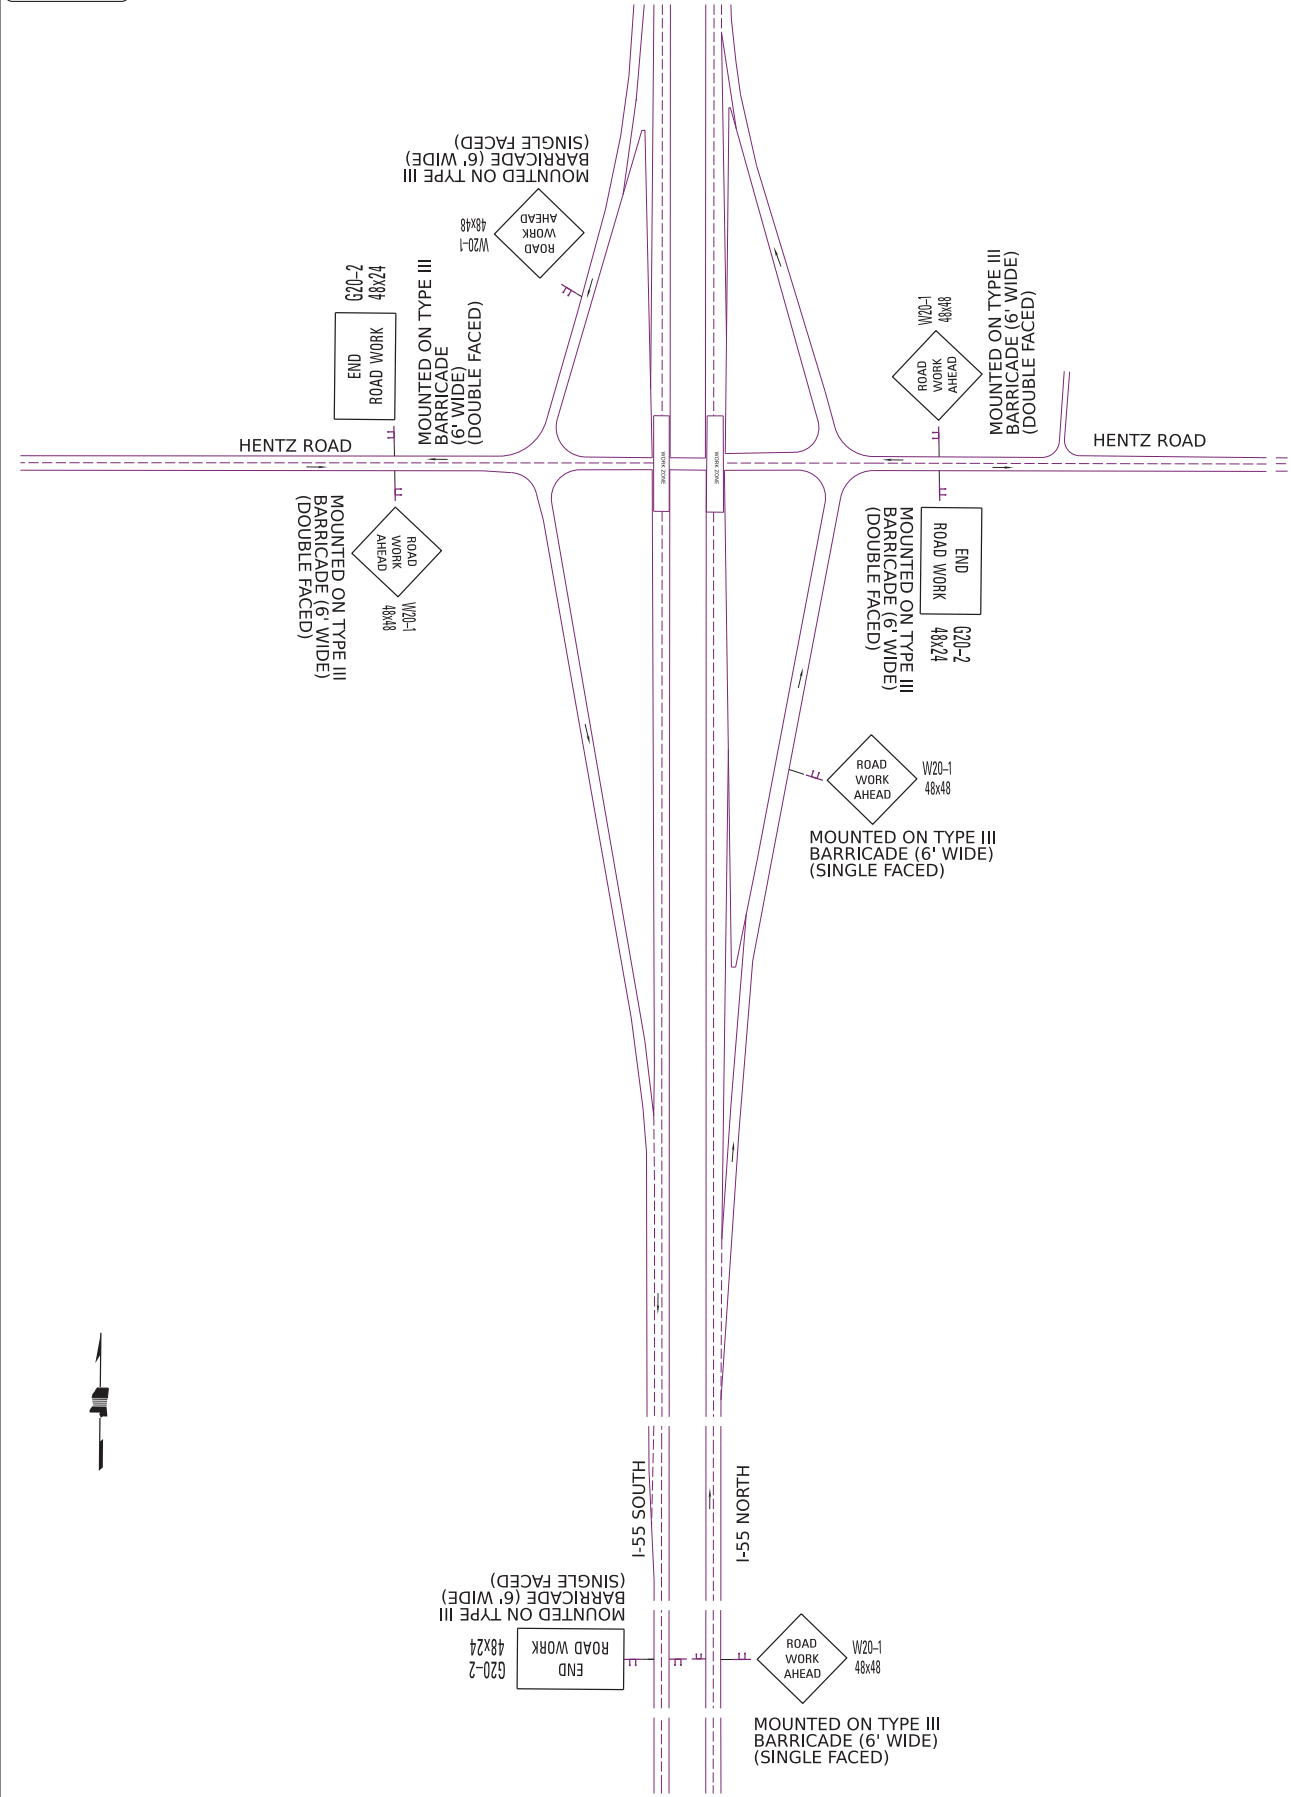 MOUNTED ON TYPE III
BARRICADE (6' WIDE)
(SINGLE FACED)
ROAD
WORK
AHEAD
W20-1
48x48
G20-2
48x24
END
ROAD WORK
MOUNTED ON TYPE III
BARRICADE
(6' WIDE)
(DOUBLE FACED)
W20-1
48x48
ROAD
WORK
AHEAD
MOUNTED ON TYPE III
BARRICADE (6' WIDE)
(DOUBLE FACED)
HENTZ ROAD
HENTZ ROAD
WORK ZONE
WORK ZONE
ROAD
WORK
AHEAD
W20-1
48x48
MOUNTED ON TYPE III
BARRICADE (6' WIDE)
(DOUBLE FACED)
END
ROAD WORK
G20-2
48x24
MOUNTED ON TYPE III
BARRICADE (6' WIDE)
(DOUBLE FACED)
ROAD
WORK
AHEAD
W20-1
48x48
MOUNTED ON TYPE III
BARRICADE (6' WIDE)
(SINGLE FACED)
I-55 SOUTH
I-55 NORTH
MOUNTED ON TYPE III
BARRICADE (6' WIDE)
(SINGLE FACED)
END
ROAD WORK
G20-2
48x24
ROAD
WORK
AHEAD
W20-1
48x48
MOUNTED ON TYPE III
BARRICADE (6' WIDE)
(SINGLE FACED)